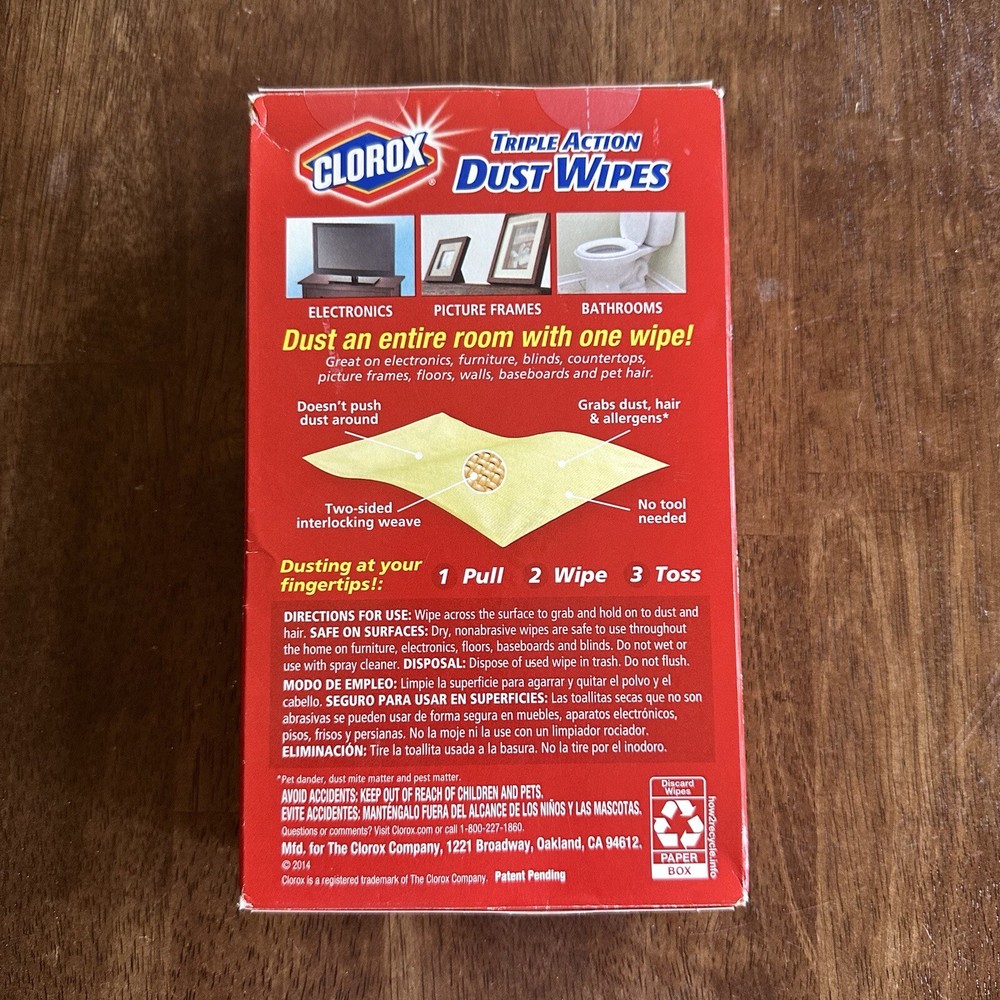 CLOROX®
TRIPLE ACTION
DUST WIPES
ELECTRONICS
PICTURE FRAMES
BATHROOMS
Dust an entire room with one wipe!
Great on electronics, furniture, blinds, countertops,
picture frames, floors, walls, baseboards and pet hair.
Doesn't push
dust around
Grabs dust, hair
& allergens*
Two-sided
interlocking weave
No tool
needed
Dusting at your
fingertips!:
1 Pull 2 Wipe 3 Toss
DIRECTIONS FOR USE: Wipe across the surface to grab and hold on to dust and
hair. SAFE ON SURFACES: Dry, nonabrasive wipes are safe to use throughout
the home on furniture, electronics, floors, baseboards and blinds. Do not wet or
use with spray cleaner. DISPOSAL: Dispose of used wipe in trash. Do not flush.
MODO DE EMPLEO: Limpie la superficie para agarrar y quitar el polvo y el
cabello. SEGURO PARA USAR EN SUPERFICIES: Las toallitas secas que no son
abrasivas se pueden usar de forma segura en muebles, aparatos electrónicos,
pisos, frisos y persianas. No la moje ni la use con un limpiador rociador.
ELIMINACIÓN: Tire la toallita usada a la basura. No la tire por el inodoro.
*Pet dander, dust mite matter and pest matter.
AVOID ACCIDENTS: KEEP OUT OF REACH OF CHILDREN AND PETS.
EVITE ACCIDENTES: MANTÉNGALO FUERA DEL ALCANCE DE LOS NIÑOS Y LAS MASCOTAS.
Questions or comments? Visit Clorox.com or call 1-800-227-1860.
Mfd. for The Clorox Company, 1221 Broadway, Oakland, CA 94612.
© 2014
Clorox is a registered trademark of The Clorox Company. Patent Pending
Discard
Wipes
PAPER
BOX
how2recycle.info